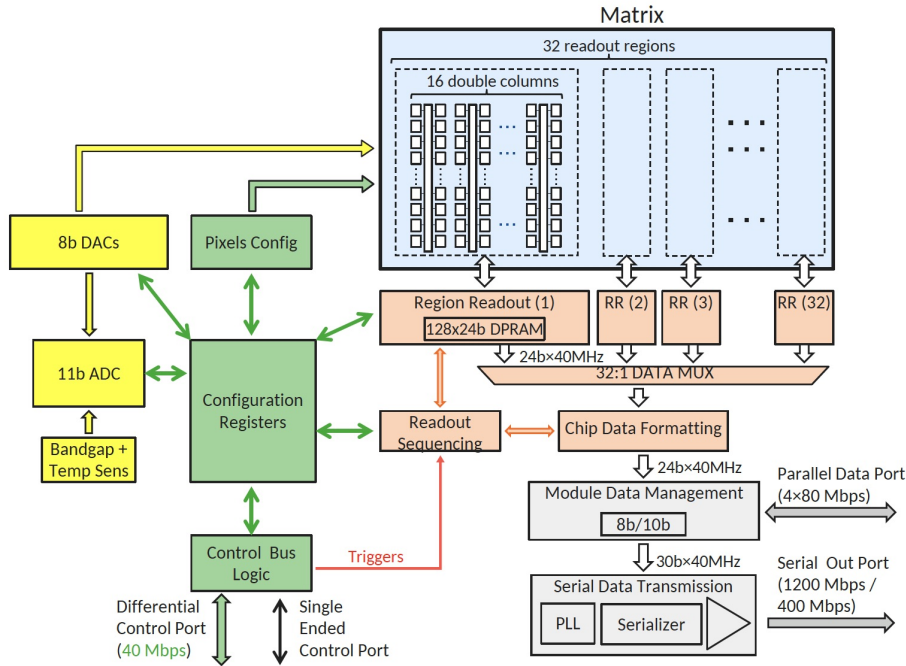 Matrix
32 readout regions
16 double columns
8b DACs
Pixels Config
Region Readout (1)
128x24b DPRAM
RR (2)
RR (3)
RR (32)
24b×40MHz
32:1 DATA MUX
11b ADC
Configuration
Registers
Readout
Sequencing
Chip Data Formatting
Bandgap +
Temp Sens
24b×40MHz
Parallel Data Port
(4×80 Mbps)
Module Data Management
8b/10b
Control Bus
Logic
Triggers
30b×40MHz
Serial Out Port
(1200 Mbps /
400 Mbps)
Serial Data Transmission
PLL
Serializer
Differential
Control Port
(40 Mbps)
Single
Ended
Control Port